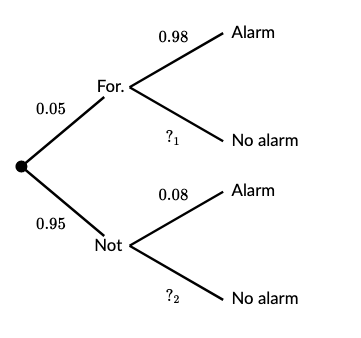 0.98
Alarm
For.
0.05
?₁
No alarm
0.08
Alarm
0.95
Not
?₂
No alarm